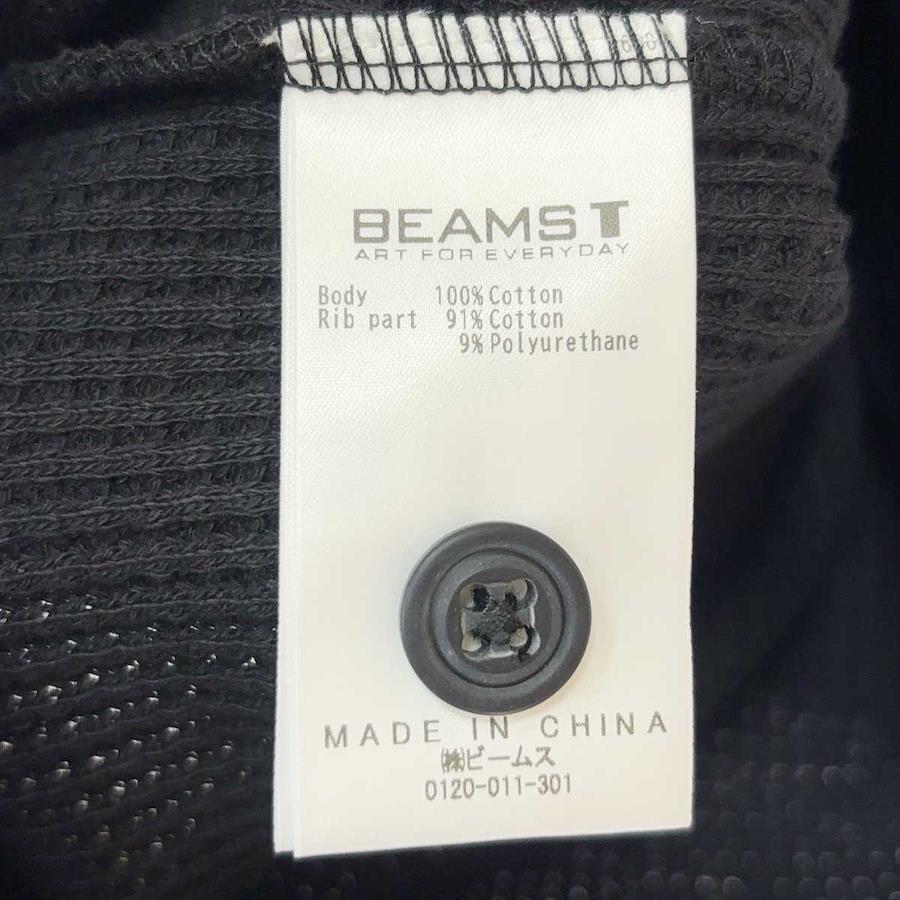 BEAMS T
ART FOR EVERYDAY
Body 100% Cotton
Rib part 91% Cotton
9% Polyurethane
MADE IN CHINA
㈱ビームス
0120-011-301